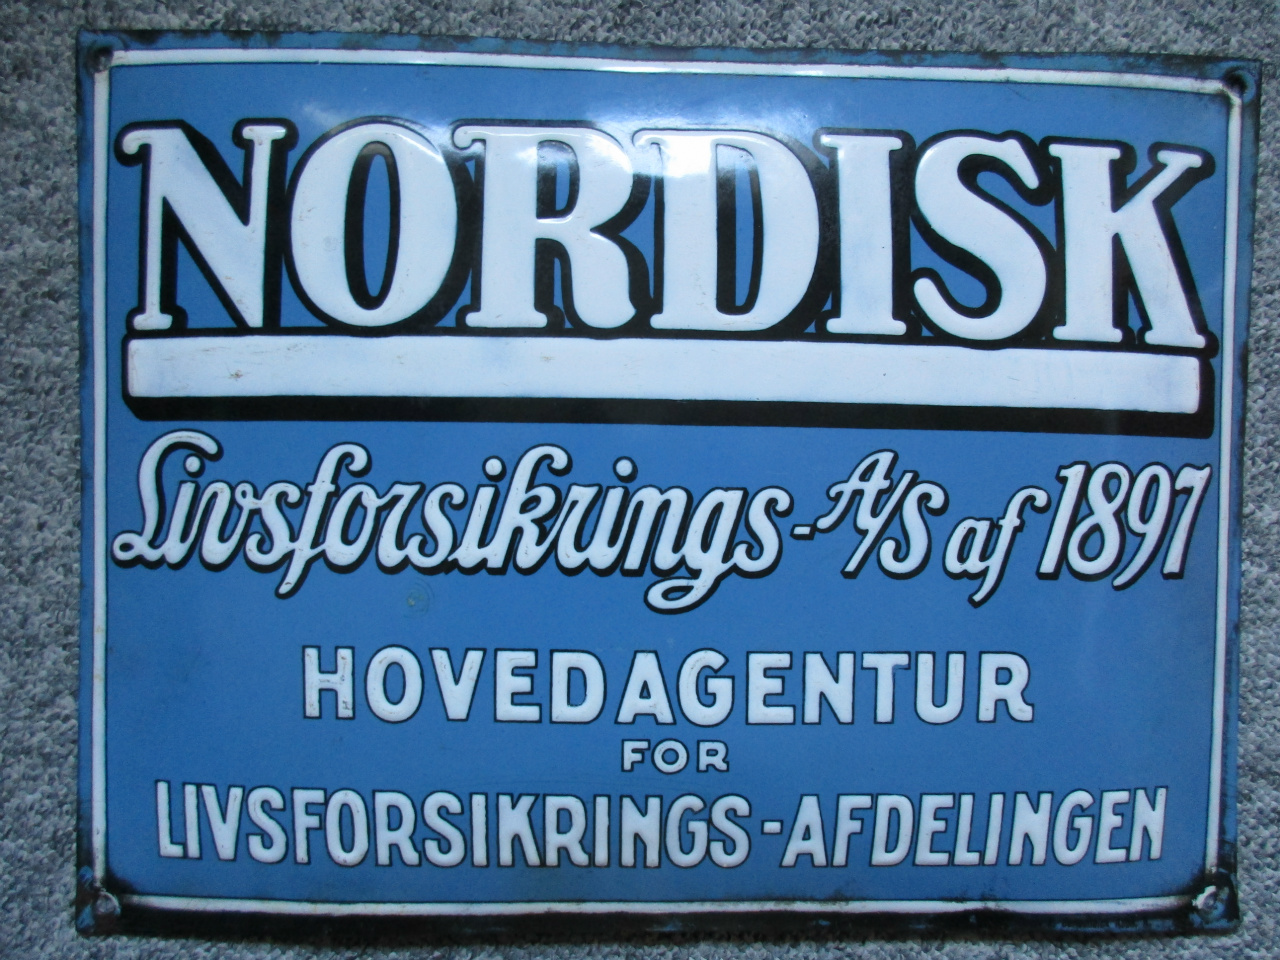 NORDISK
Livsforsikrings-A/S af 1897
HOVEDAGENTUR
FOR
LIVSFORSIKRINGS-AFDELINGEN